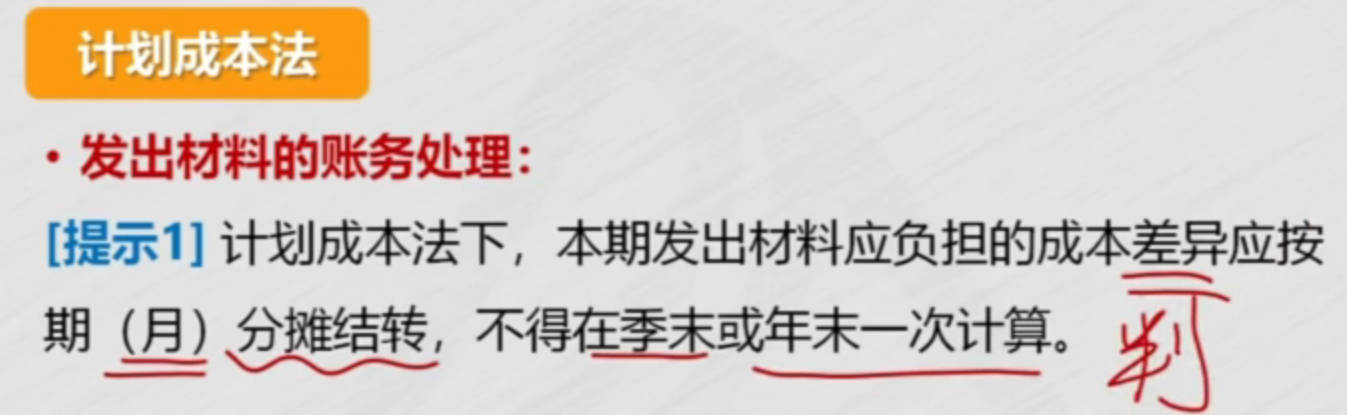 计划成本法
• 发出材料的账务处理：
[提示1] 计划成本法下，本期发出材料应负担的成本差异应按
期（月）分摊结转，不得在季末或年末一次计算。
判